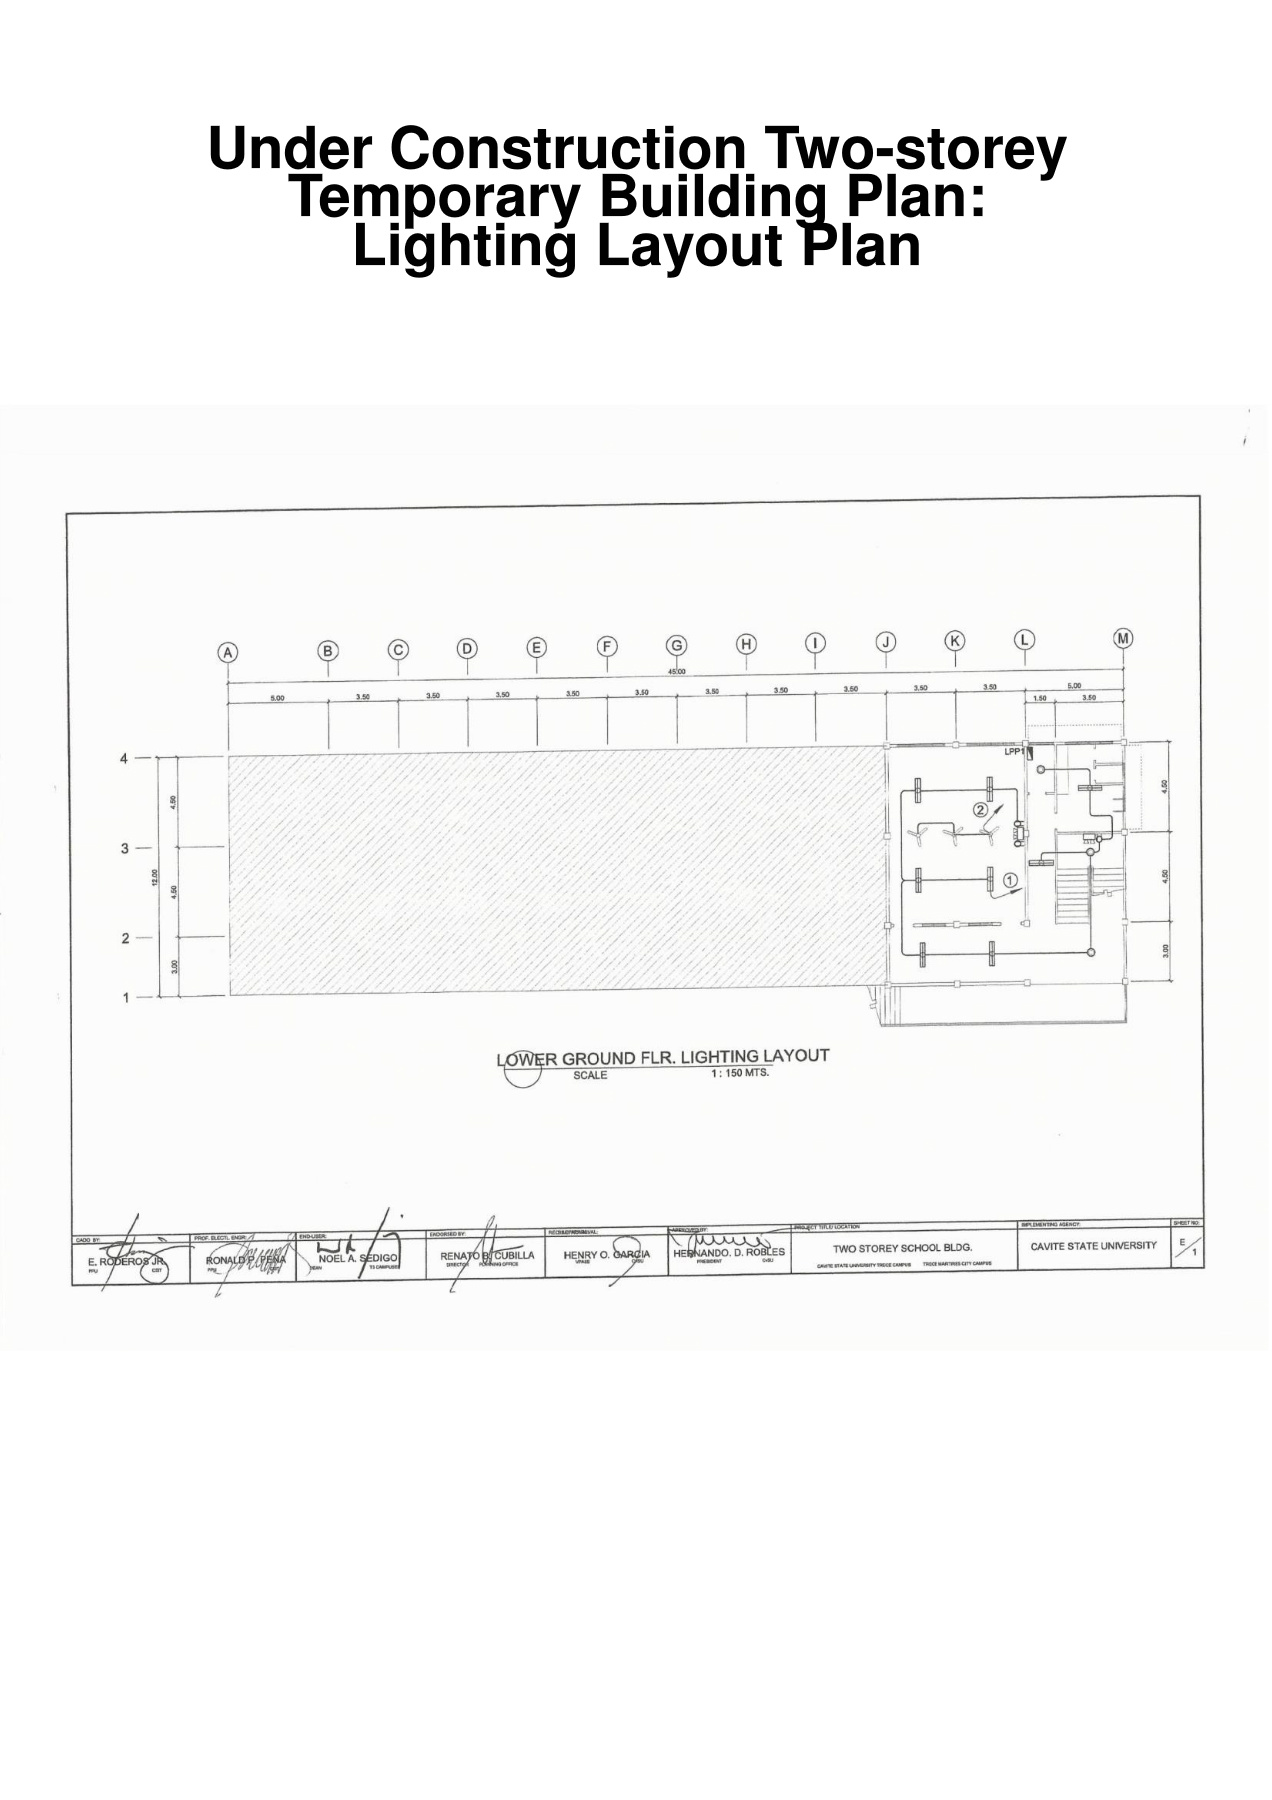 Under Construction Two-storey
Temporary Building Plan:
Lighting Layout Plan
A B C D E F G H I J K L M
45.00
5.00 3.50 3.50 3.50 3.50 3.50 3.50 3.50 3.50 3.50 3.50 5.00
1.50 3.50
4
3
2
1
4.50
4.50
3.00
12.00
LPP1
2
1
4.50
4.50
3.00
LOWER GROUND FLR. LIGHTING LAYOUT
SCALE 1 : 150 MTS.
CADD BY:
E. RODEROS JR.
PPU CST
PROF. ELECTL. ENGR.
RONALD P. PEÑA
PPU
END-USER:
NOEL A. SEDIGO
DEAN TS CAMPUSES
ENDORSED BY:
RENATO B. CUBILLA
DIRECTOR PLANNING OFFICE
HENRY O. GARCIA
VPASE CVSU
APPROVED BY:
HERNANDO. D. ROBLES
PRESIDENT CVSU
PROJECT TITLE/ LOCATION
TWO STOREY SCHOOL BLDG.
CAVITE STATE UNIVERSITY TRECE CAMPUS TRECE MARTIRES CITY CAMPUS
IMPLEMENTING AGENCY:
CAVITE STATE UNIVERSITY
SHEET NO.
E
1